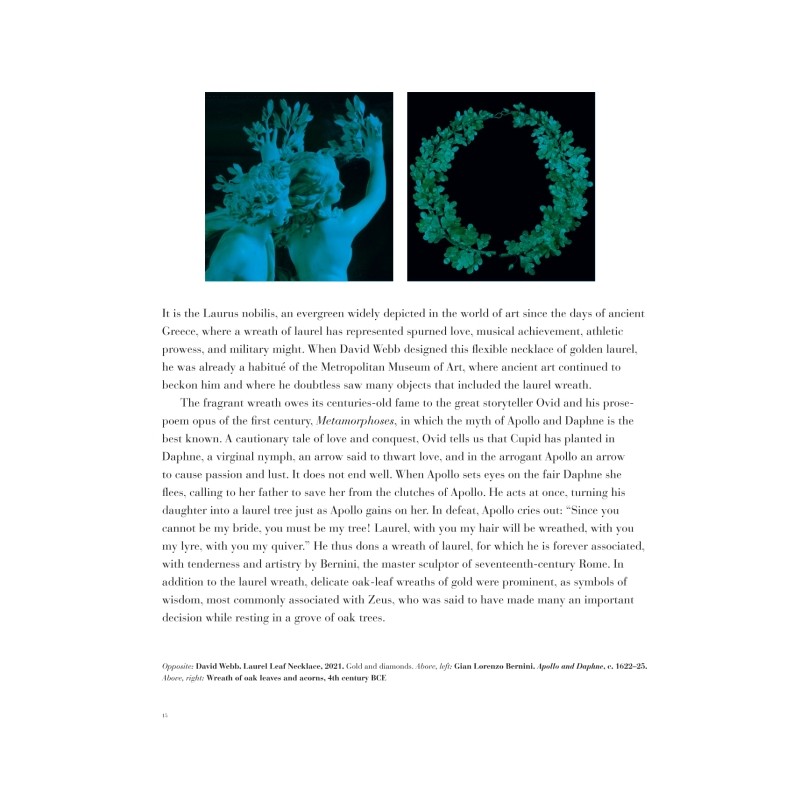 It is the Laurus nobilis, an evergreen widely depicted in the world of art since the days of ancient
Greece, where a wreath of laurel has represented spurned love, musical achievement, athletic
prowess, and military might. When David Webb designed this flexible necklace of golden laurel,
he was already a habitué of the Metropolitan Museum of Art, where ancient art continued to
beckon him and where he doubtless saw many objects that included the laurel wreath.
The fragrant wreath owes its centuries-old fame to the great storyteller Ovid and his prose-
poem opus of the first century, Metamorphoses, in which the myth of Apollo and Daphne is the
best known. A cautionary tale of love and conquest, Ovid tells us that Cupid has planted in
Daphne, a virginal nymph, an arrow said to thwart love, and in the arrogant Apollo an arrow
to cause passion and lust. It does not end well. When Apollo sets eyes on the fair Daphne she
flees, calling to her father to save her from the clutches of Apollo. He acts at once, turning his
daughter into a laurel tree just as Apollo gains on her. In defeat, Apollo cries out: “Since you
cannot be my bride, you must be my tree! Laurel, with you my hair will be wreathed, with you
my lyre, with you my quiver.” He thus dons a wreath of laurel, for which he is forever associated,
with tenderness and artistry by Bernini, the master sculptor of seventeenth-century Rome. In
addition to the laurel wreath, delicate oak-leaf wreaths of gold were prominent, as symbols of
wisdom, most commonly associated with Zeus, who was said to have made many an important
decision while resting in a grove of oak trees.
Opposite: David Webb, Laurel Leaf Necklace, 2021. Gold and diamonds. Above, left: Gian Lorenzo Bernini, Apollo and Daphne, c. 1622–25.
Above, right: Wreath of oak leaves and acorns, 4th century BCE